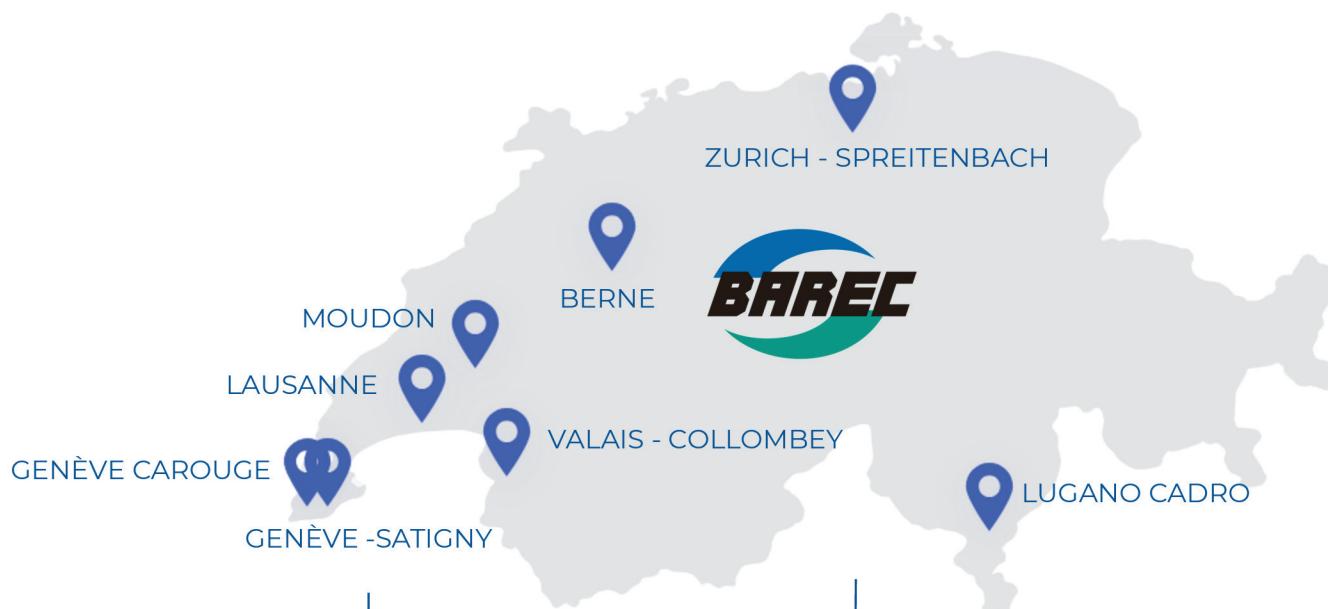 ZURICH - SPREITENBACH
BERNE
BAREC
MOUDON
LAUSANNE
VALAIS - COLLOMBEY
GENÈVE CAROUGE
LUGANO CADRO
GENÈVE -SATIGNY